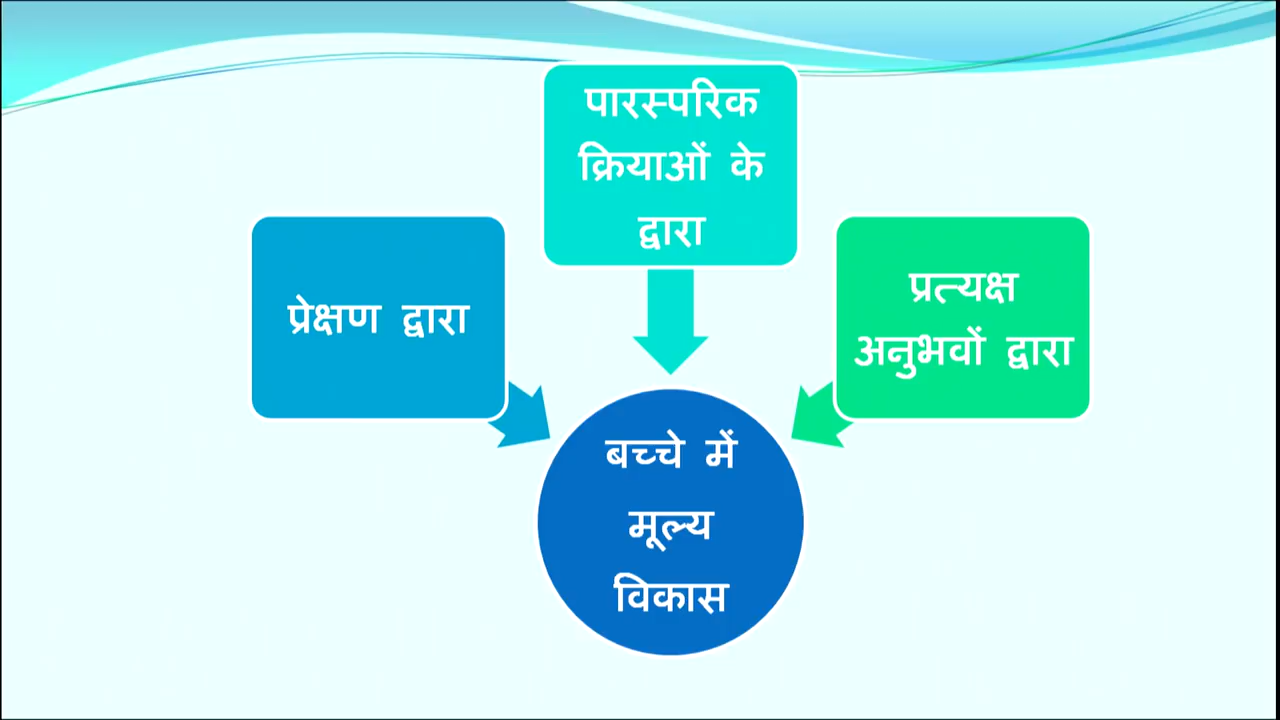 पारस्परिक
क्रियाओं के
द्वारा
प्रेक्षण द्वारा
प्रत्यक्ष
अनुभवों द्वारा
बच्चे में
मूल्य
विकास